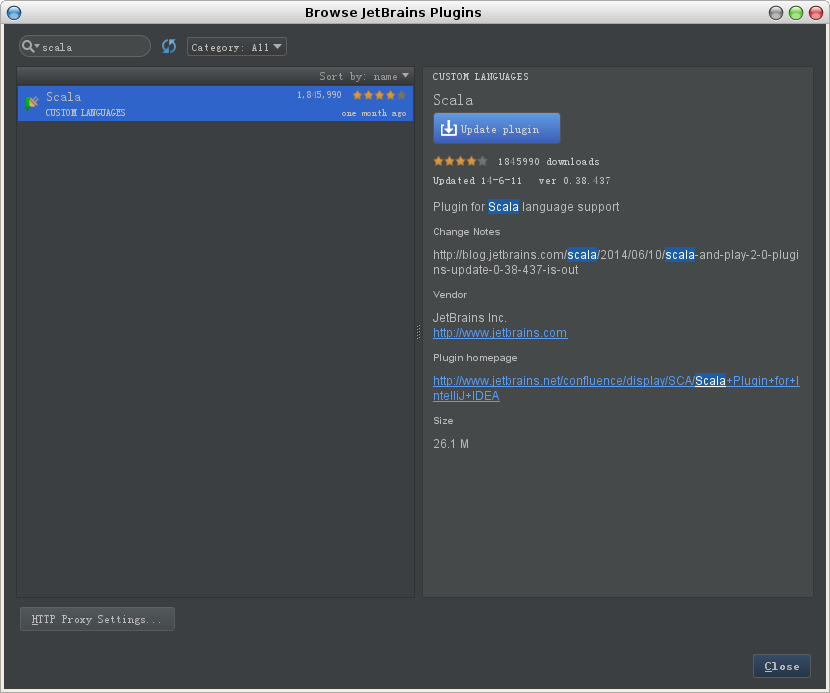 Browse JetBrains Plugins
scala
Category: All
Sort by: name
Scala
1,845,990
CUSTOM LANGUAGES
one month ago
CUSTOM LANGUAGES
Scala
Update plugin
1845990 downloads
Updated 14-6-11 ver 0.38.437
Plugin for Scala language support
Change Notes
http://blog.jetbrains.com/scala/2014/06/10/scala-and-play-2-0-plugi
ns-update-0-38-437-is-out
Vendor
JetBrains Inc.
http://www.jetbrains.com
Plugin homepage
http://www.jetbrains.net/confluence/display/SCA/Scala+Plugin+for+I
ntelliJ+IDEA
Size
26.1 M
HTTP Proxy Settings...
Close